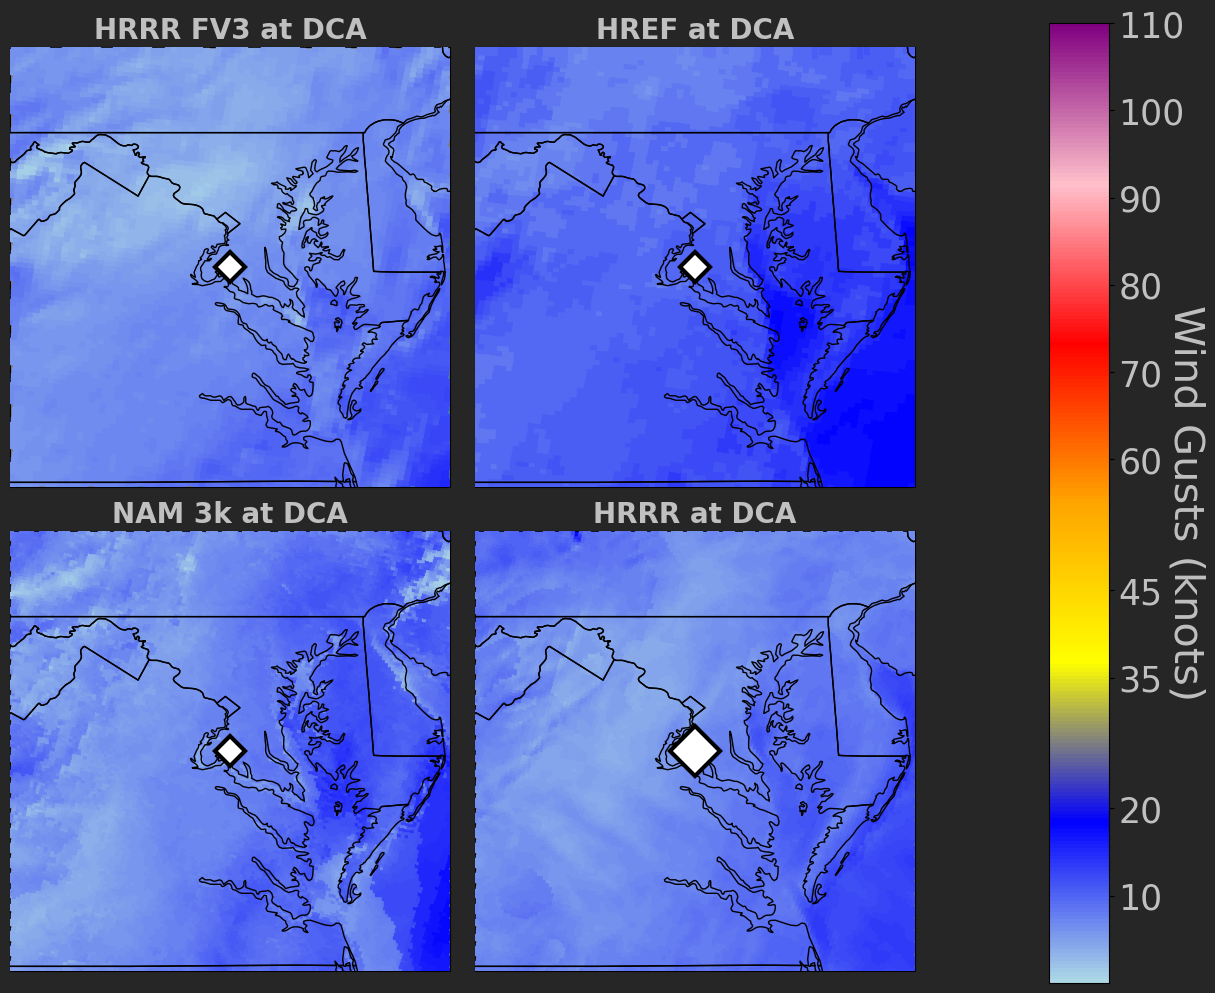 HRRR FV3 at DCA
HREF at DCA
NAM 3k at DCA
HRRR at DCA
110
100
90
80
70
60
45
35
20
10
Wind Gusts (knots)